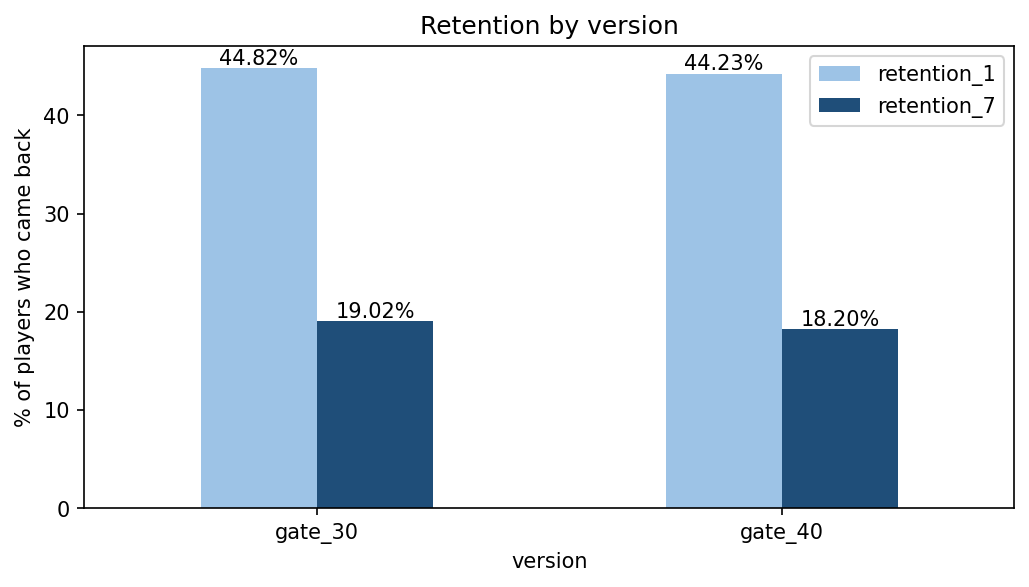 Retention by version
44.82%
44.23%
retention_1
retention_7
19.02%
18.20%
% of players who came back
40
30
20
10
0
gate_30
gate_40
version